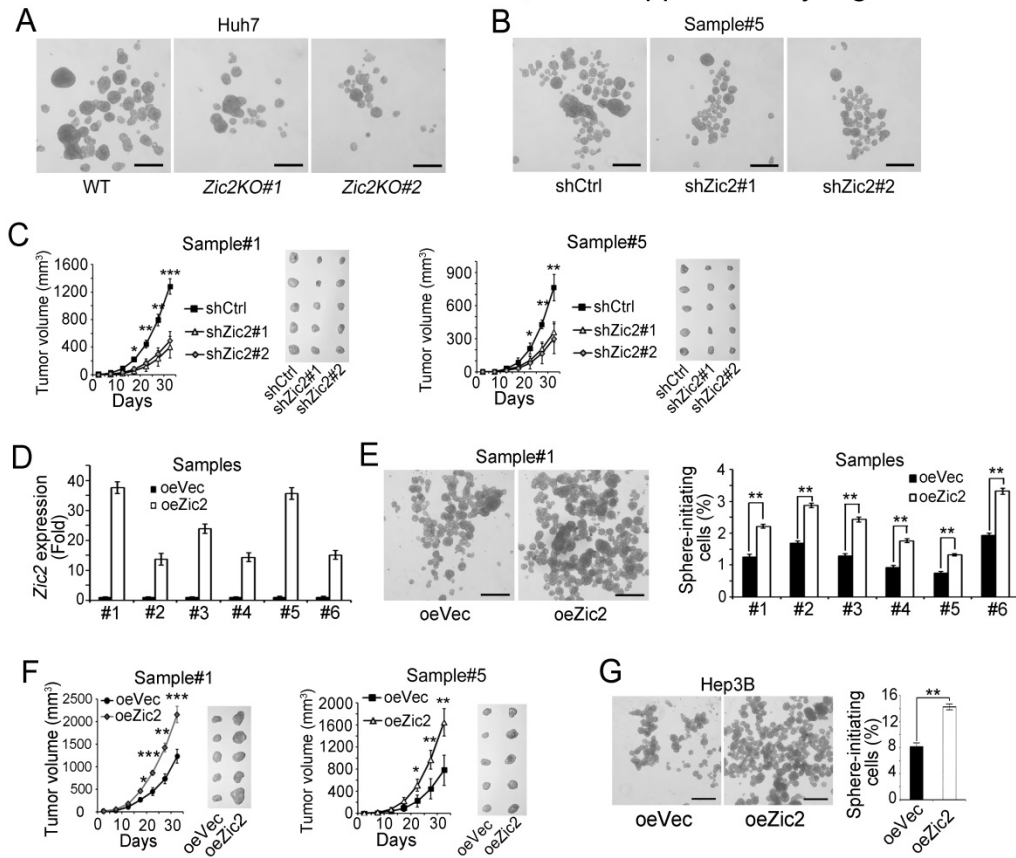 A
Huh7
WT
Zic2KO#1
Zic2KO#2
B
Sample#5
shCtrl
shZic2#1
shZic2#2
C
Sample#1
Tumor volume (mm³)
1600
1200
800
400
0
0 10 20 30
Days
*
**
**
***
shCtrl
shZic2#1
shZic2#2
shCtrl
shZic2#1
shZic2#2
Sample#5
Tumor volume (mm³)
900
600
300
0
0 10 20 30
Days
*
**
**
shCtrl
shZic2#1
shZic2#2
shCtrl
shZic2#1
shZic2#2
D
Samples
Zic2 expression
(Fold)
40
30
20
10
0
oeVec
oeZic2
#1 #2 #3 #4 #5 #6
E
Sample#1
oeVec
oeZic2
Samples
Sphere-initiating
cells (%)
4
3
2
1
0
oeVec
oeZic2
** ** ** ** ** **
#1 #2 #3 #4 #5 #6
F
Sample#1
Tumor volume (mm³)
2500
2000
1500
1000
500
0
0 10 20 30
Days
oeVec
oeZic2
*
***
**
***
oeVec
oeZic2
Sample#5
Tumor volume (mm³)
2000
1600
1200
800
400
0
0 10 20 30
Days
oeVec
oeZic2
*
**
**
oeVec
oeZic2
G
Hep3B
oeVec
oeZic2
Sphere-initiating
cells (%)
16
12
8
4
0
**
oeVec
oeZic2